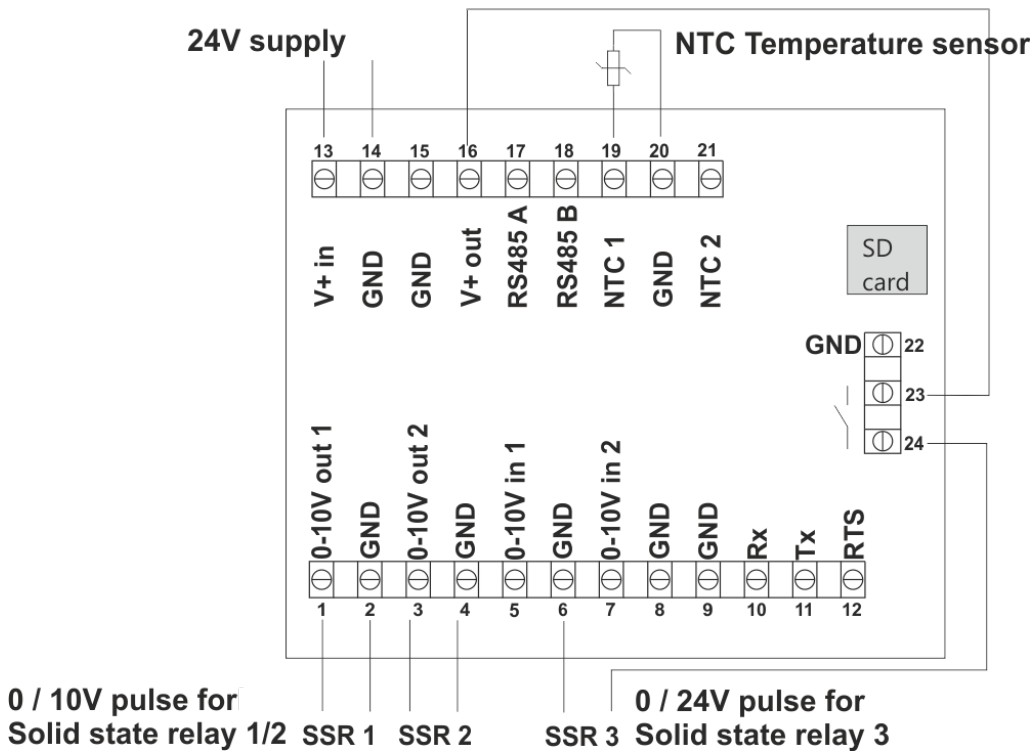 24V supply
NTC Temperature sensor
13 14 15 16 17 18 19 20 21
V+ in
GND
GND
V+ out
RS485 A
RS485 B
NTC 1
GND
NTC 2
SD
card
GND 22
23
24
0-10V out 1
GND
0-10V out 2
GND
0-10V in 1
GND
0-10V in 2
GND
GND
Rx
Tx
RTS
1 2 3 4 5 6 7 8 9 10 11 12
0 / 10V pulse for
Solid state relay 1/2
SSR 1
SSR 2
SSR 3
0 / 24V pulse for
Solid state relay 3